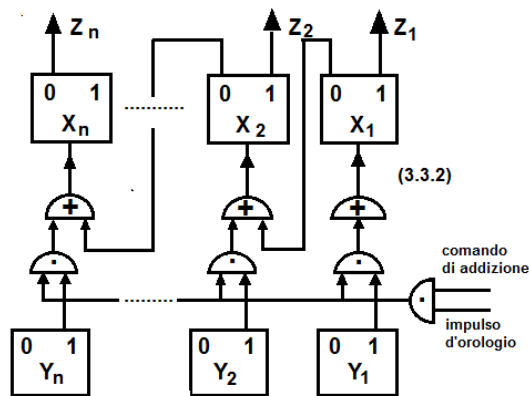 Z n Z 2 Z 1
0 1 0 1 0 1
X n X 2 X 1
(3.3.2)
+ + +
· · ·
comando
di addizione
·
impulso
d'orologio
0 1 0 1 0 1
Y n Y 2 Y 1